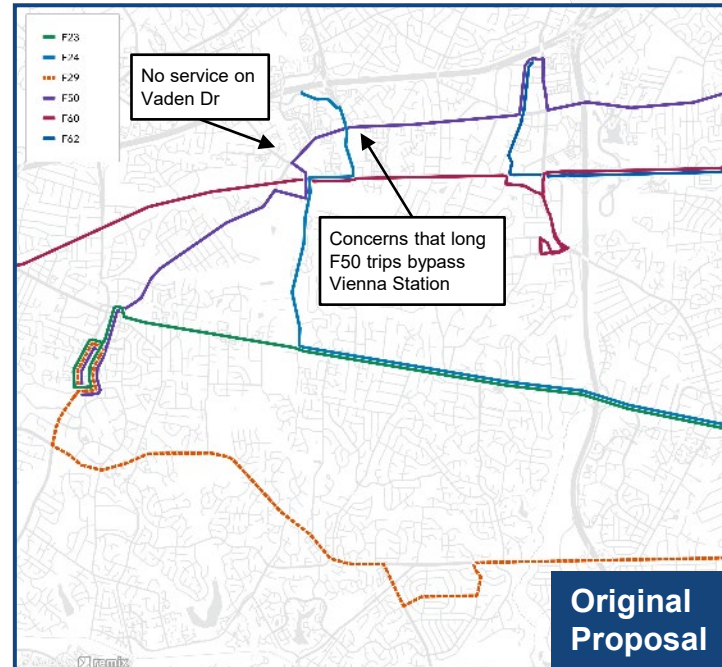 F23
F24
F29
F50
F60
F62
No service on
Vaden Dr
Concerns that long
F50 trips bypass
Vienna Station
Original
Proposal
remix